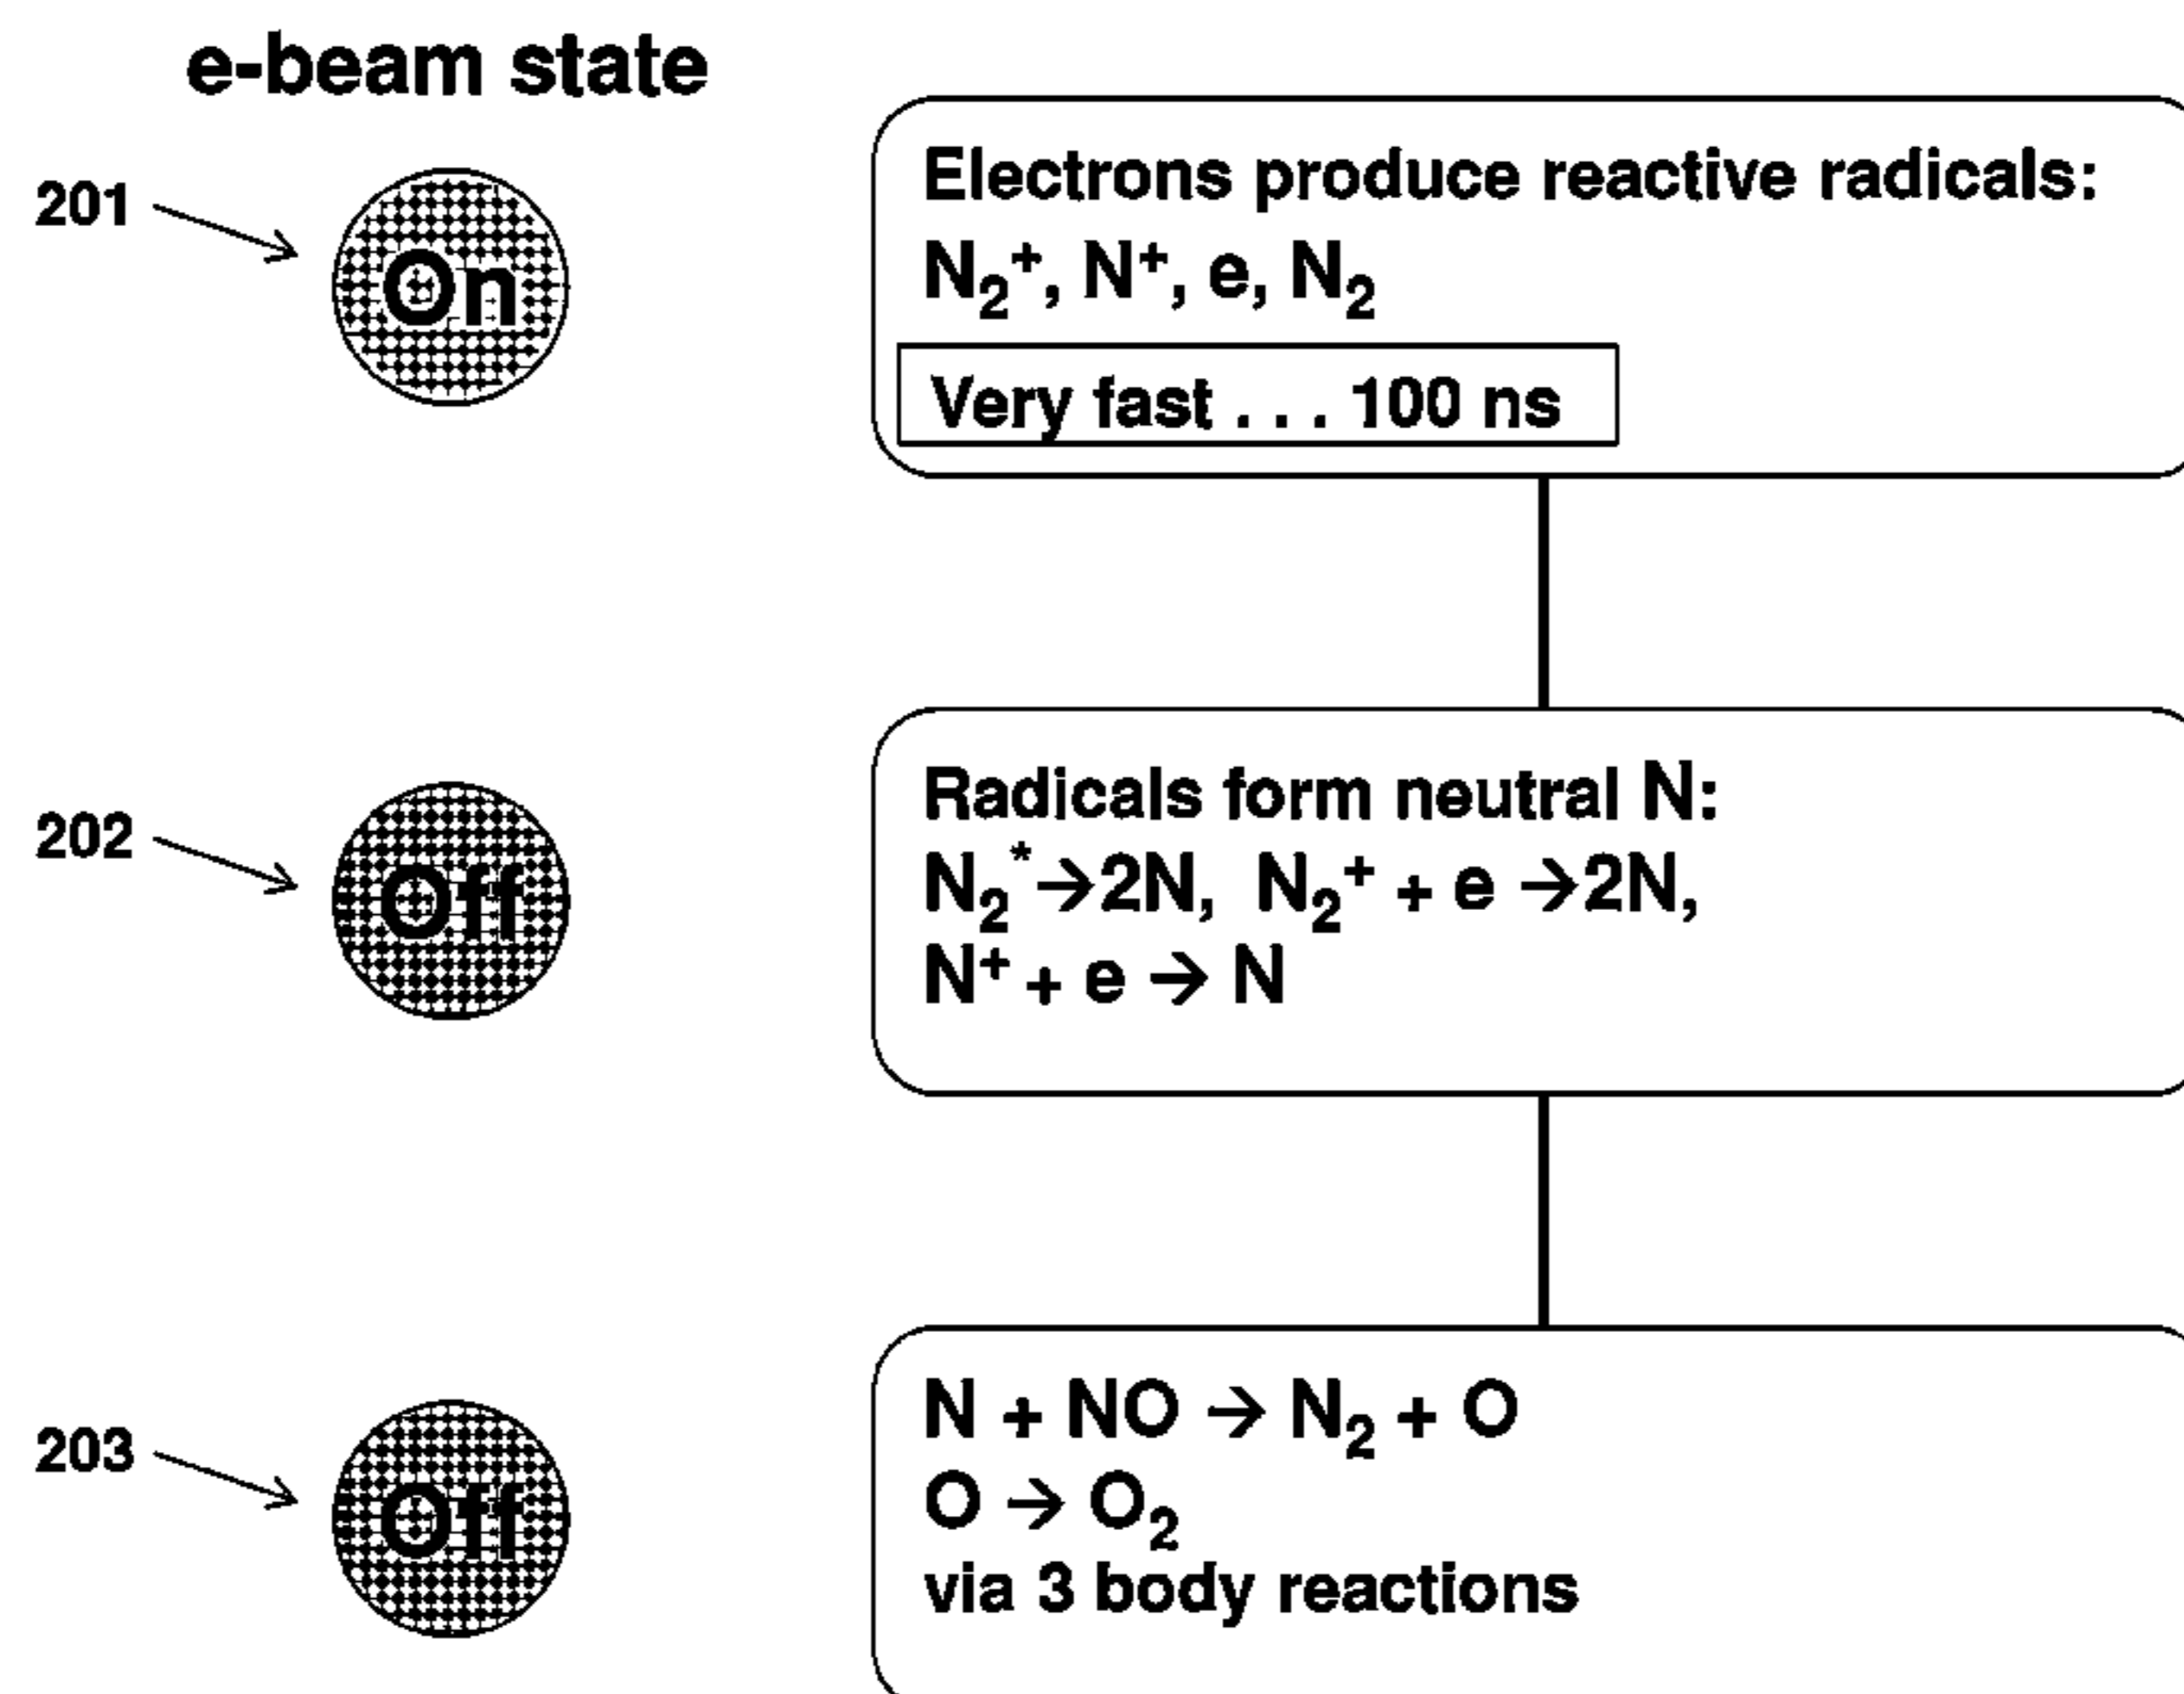 e-beam state
201
On
Electrons produce reactive radicals:
N₂⁺, N⁺, e, N₂
Very fast . . . 100 ns
202
Off
Radicals form neutral N:
N₂* →2N, N₂⁺ + e →2N,
N⁺ + e → N
203
Off
N + NO → N₂ + O
O → O₂
via 3 body reactions